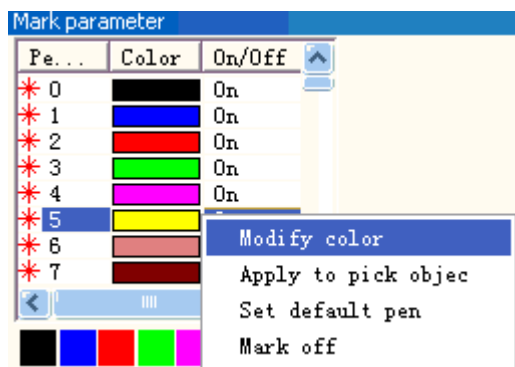 Mark parameter
Pe... Color On/Off
0 On
1 On
2 On
3 On
4 On
5
6
7
Modify color
Apply to pick objec
Set default pen
Mark off